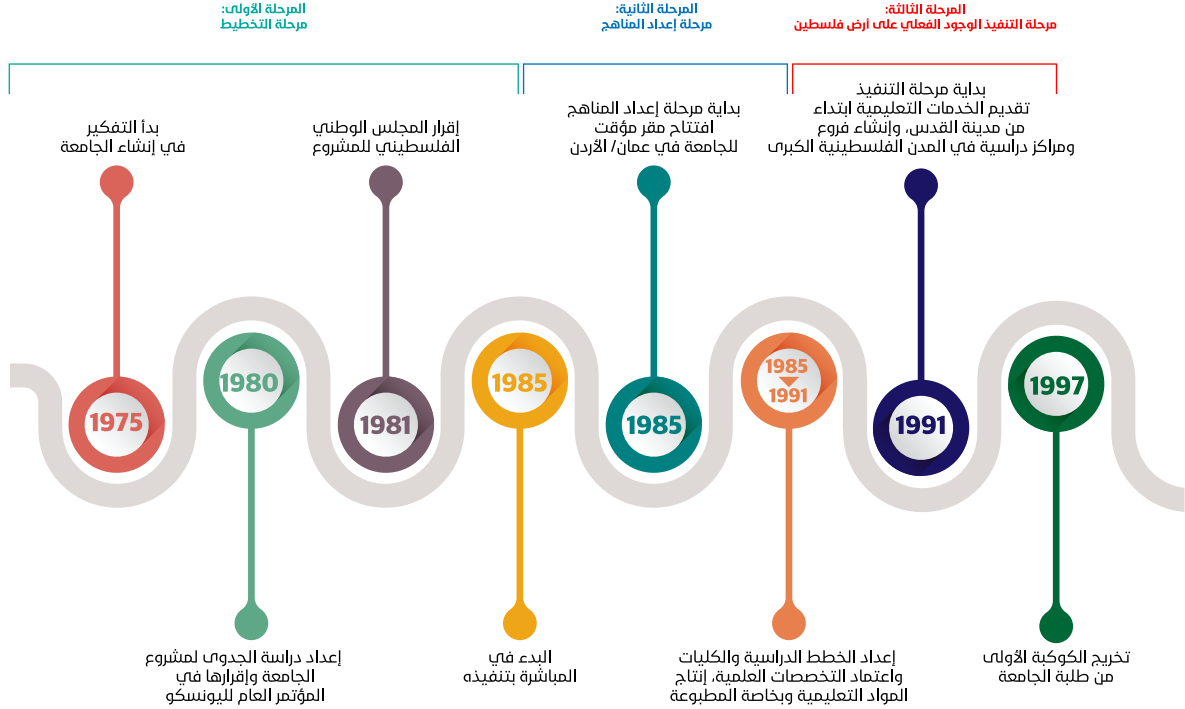 المرحلة الأولى:
مرحلة التخطيط
المرحلة الثانية:
مرحلة إعداد المناهج
المرحلة الثالثة:
مرحلة التنفيذ الوجود الفعلي على أرض فلسطين
بدأ التفكير
في إنشاء الجامعة
1975
1980
إعداد دراسة الجدوى لمشروع
الجامعة وإقرارها في
المؤتمر العام لليونسكو
إقرار المجلس الوطني
الفلسطيني للمشروع
1981
1985
البدء في
المباشرة بتنفيذه
بداية مرحلة إعداد المناهج
افتتاح مقر مؤقت
للجامعة في عمان/ الأردن
1985
1985
1991
إعداد الخطط الدراسية والكليات
واعتماد التخصصات العلمية، إنتاج
المواد التعليمية وبخاصة المطبوعة
بداية مرحلة التنفيذ
تقديم الخدمات التعليمية ابتداء
من مدينة القدس، وإنشاء فروع
ومراكز دراسية في المدن الفلسطينية الكبرى
1991
1997
تخريج الكوكبة الأولى
من طلبة الجامعة